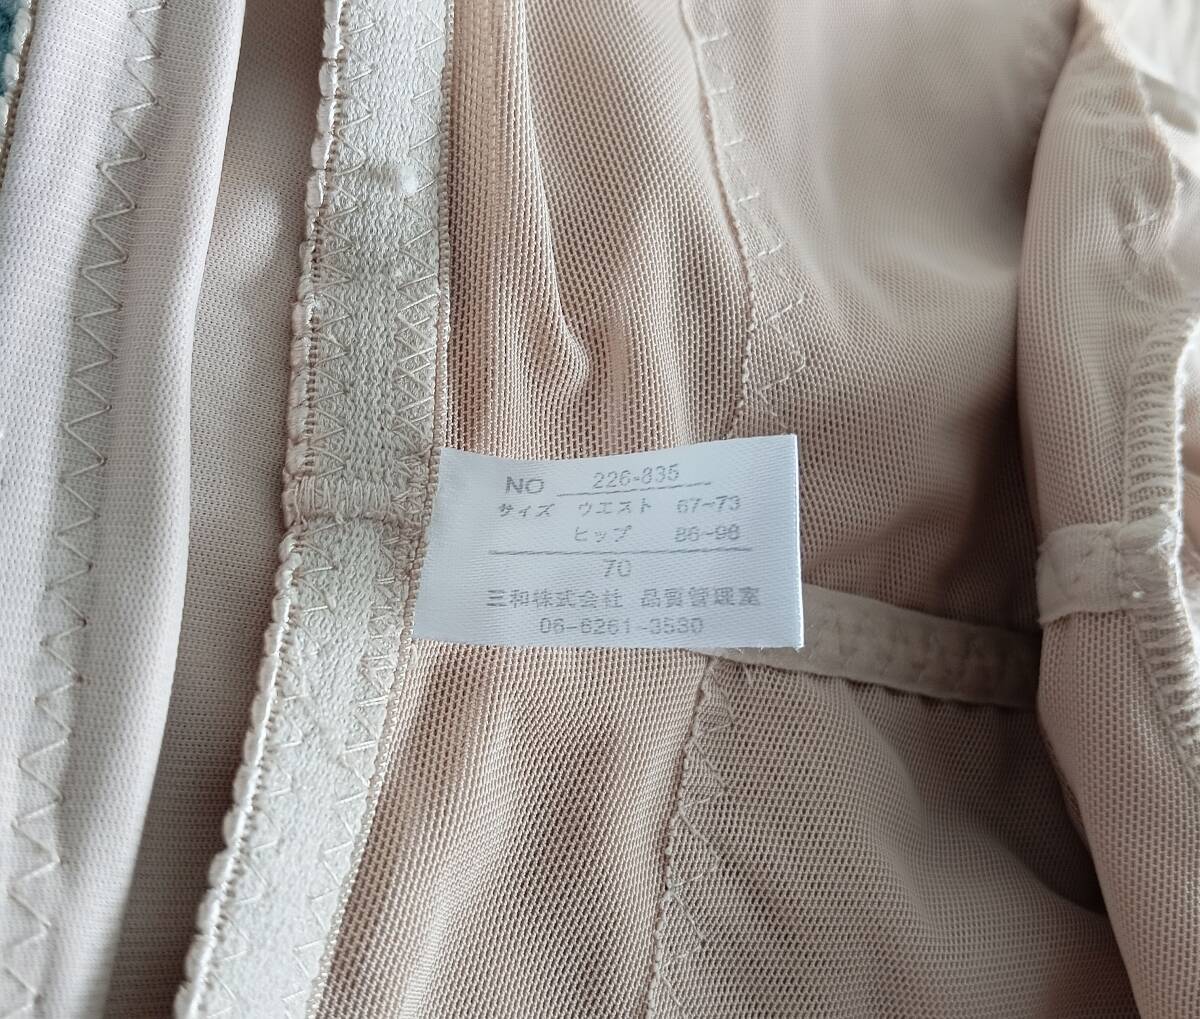 NO 226-835
サイズ ウエスト 67~73
ヒップ 86~96
70
三和株式会社 品質管理室
06-6261-3530